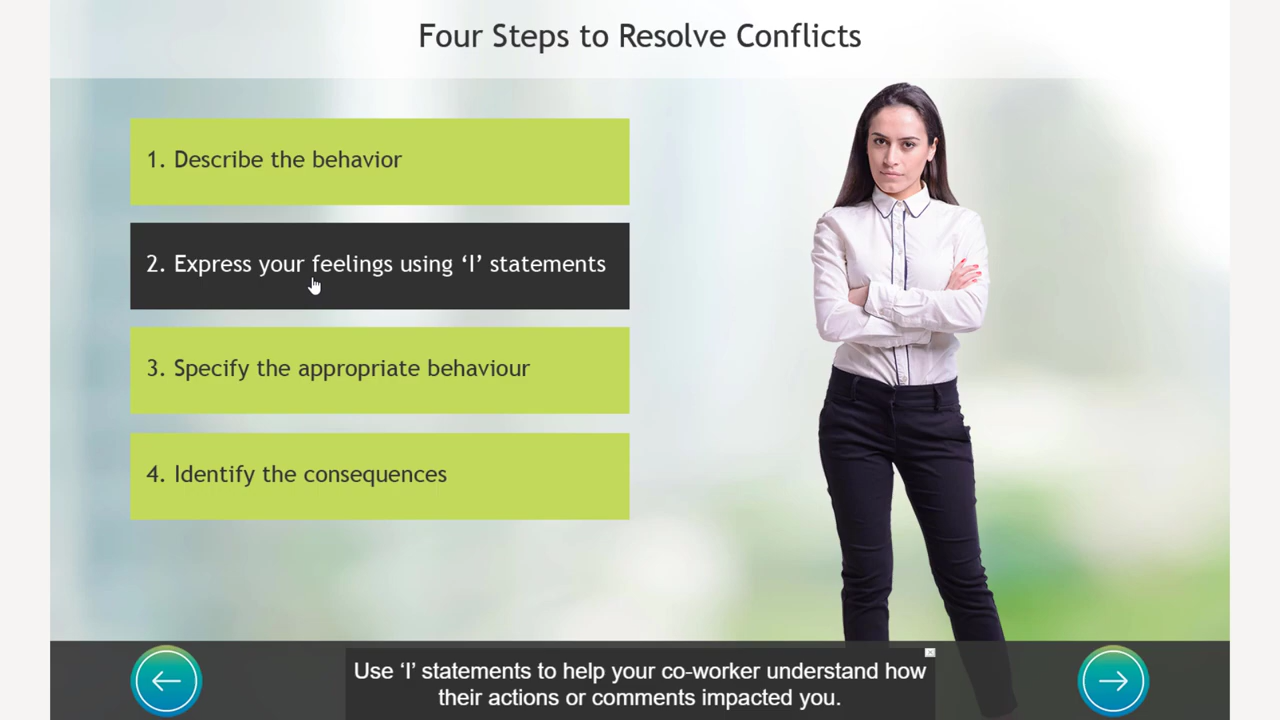 Four Steps to Resolve Conflicts
1. Describe the behavior
2. Express your feelings using ‘I’ statements
3. Specify the appropriate behaviour
4. Identify the consequences
Use ‘I’ statements to help your co-worker understand how
their actions or comments impacted you.